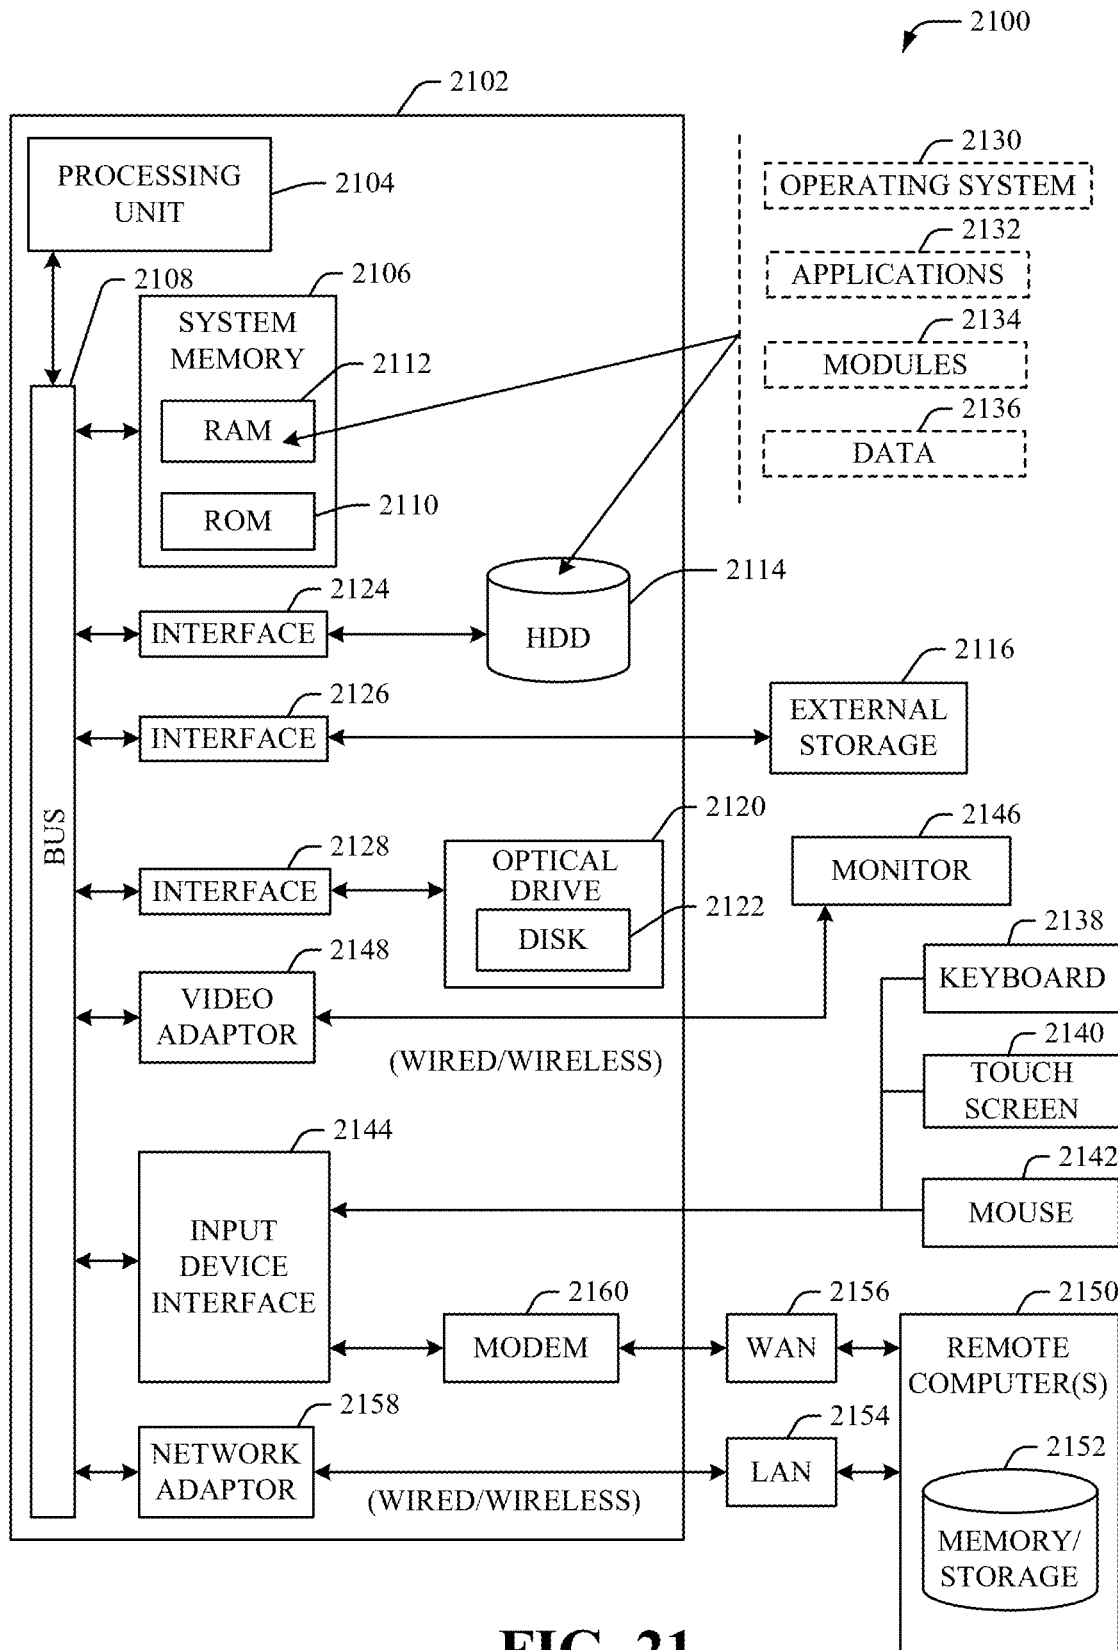 2100
2102
PROCESSING
UNIT
2104
2108
2106
SYSTEM
MEMORY
2112
RAM
2110
ROM
2130
OPERATING SYSTEM
2132
APPLICATIONS
2134
MODULES
2136
DATA
2124
INTERFACE
2114
HDD
2126
INTERFACE
2116
EXTERNAL
STORAGE
BUS
2128
INTERFACE
2120
OPTICAL
DRIVE
2122
DISK
2146
MONITOR
2148
VIDEO
ADAPTOR
(WIRED/WIRELESS)
2138
KEYBOARD
2140
TOUCH
SCREEN
2142
MOUSE
2144
INPUT
DEVICE
INTERFACE
2160
MODEM
2156
WAN
2150
REMOTE
COMPUTER(S)
2158
NETWORK
ADAPTOR
(WIRED/WIRELESS)
2154
LAN
2152
MEMORY/
STORAGE
FIG. 21